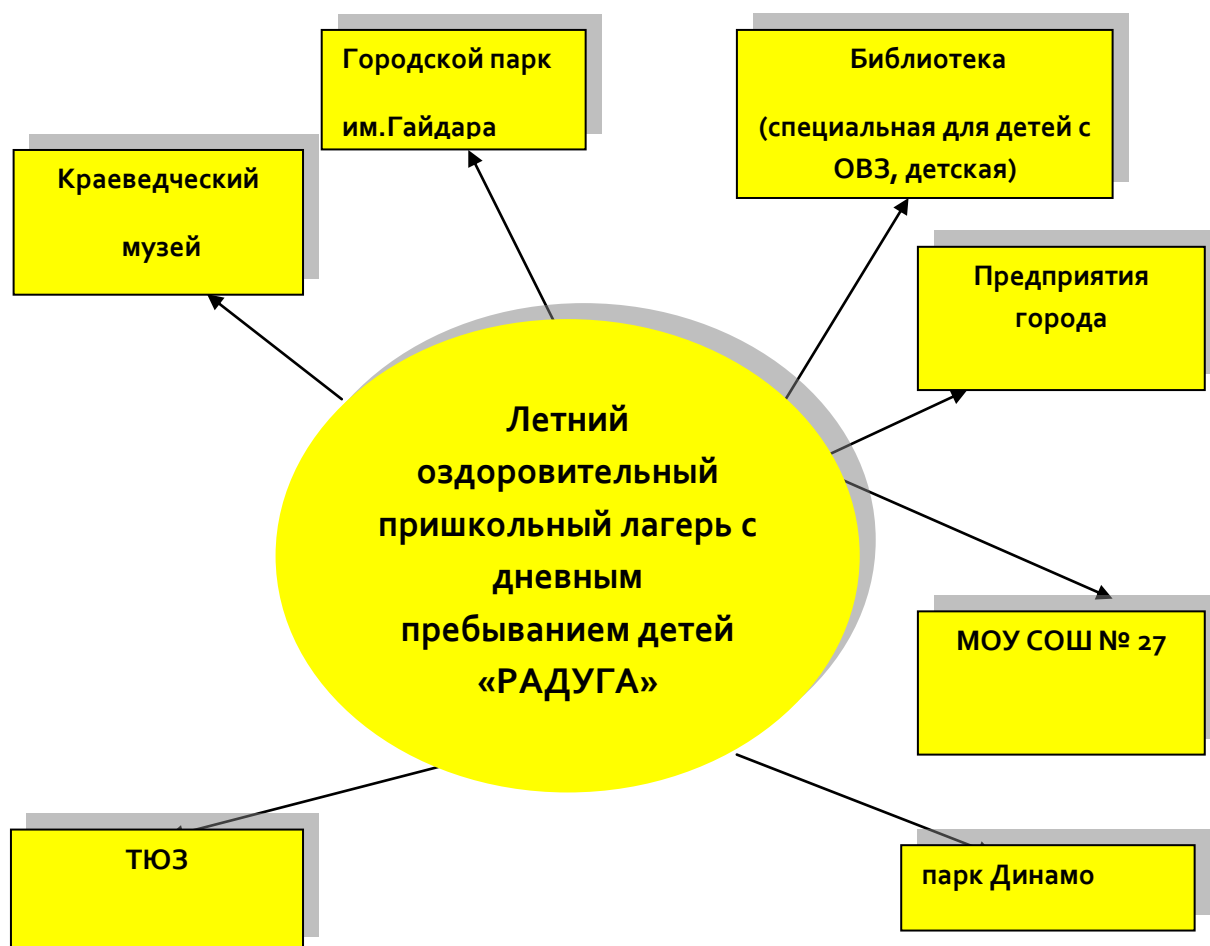 Городской парк
им.Гайдара
Библиотека
(специальная для детей с
ОВЗ, детская)
Краеведческий
музей
Предприятия
города
Летний
оздоровительный
пришкольный лагерь с
дневным
пребыванием детей
«РАДУГА»
МОУ СОШ № 27
ТЮЗ
парк Динамо